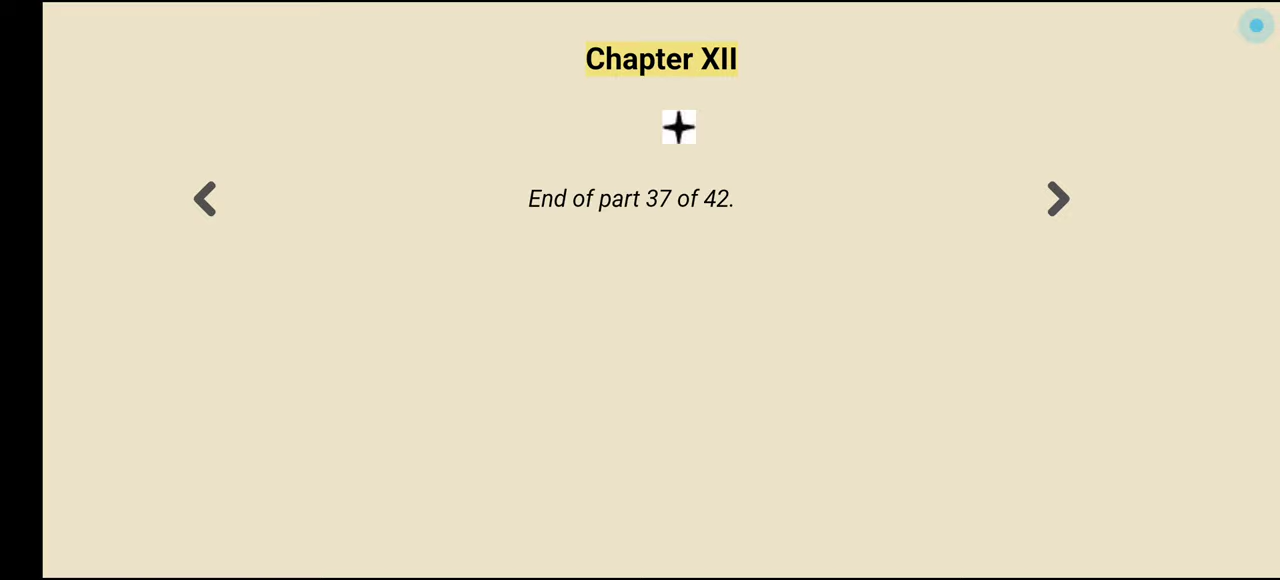 Chapter XII
End of part 37 of 42.